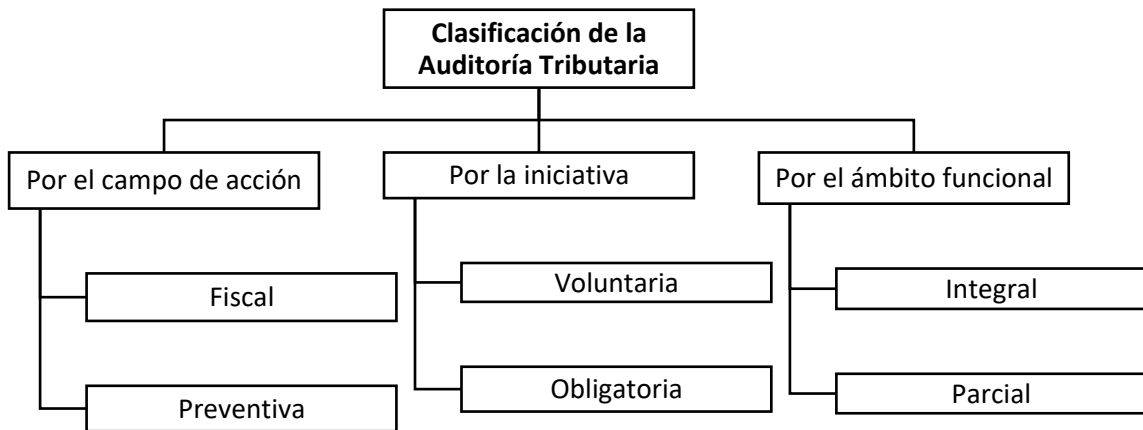 Clasificación de la
Auditoría Tributaria
Por el campo de acción
Por la iniciativa
Por el ámbito funcional
Fiscal
Voluntaria
Integral
Preventiva
Obligatoria
Parcial